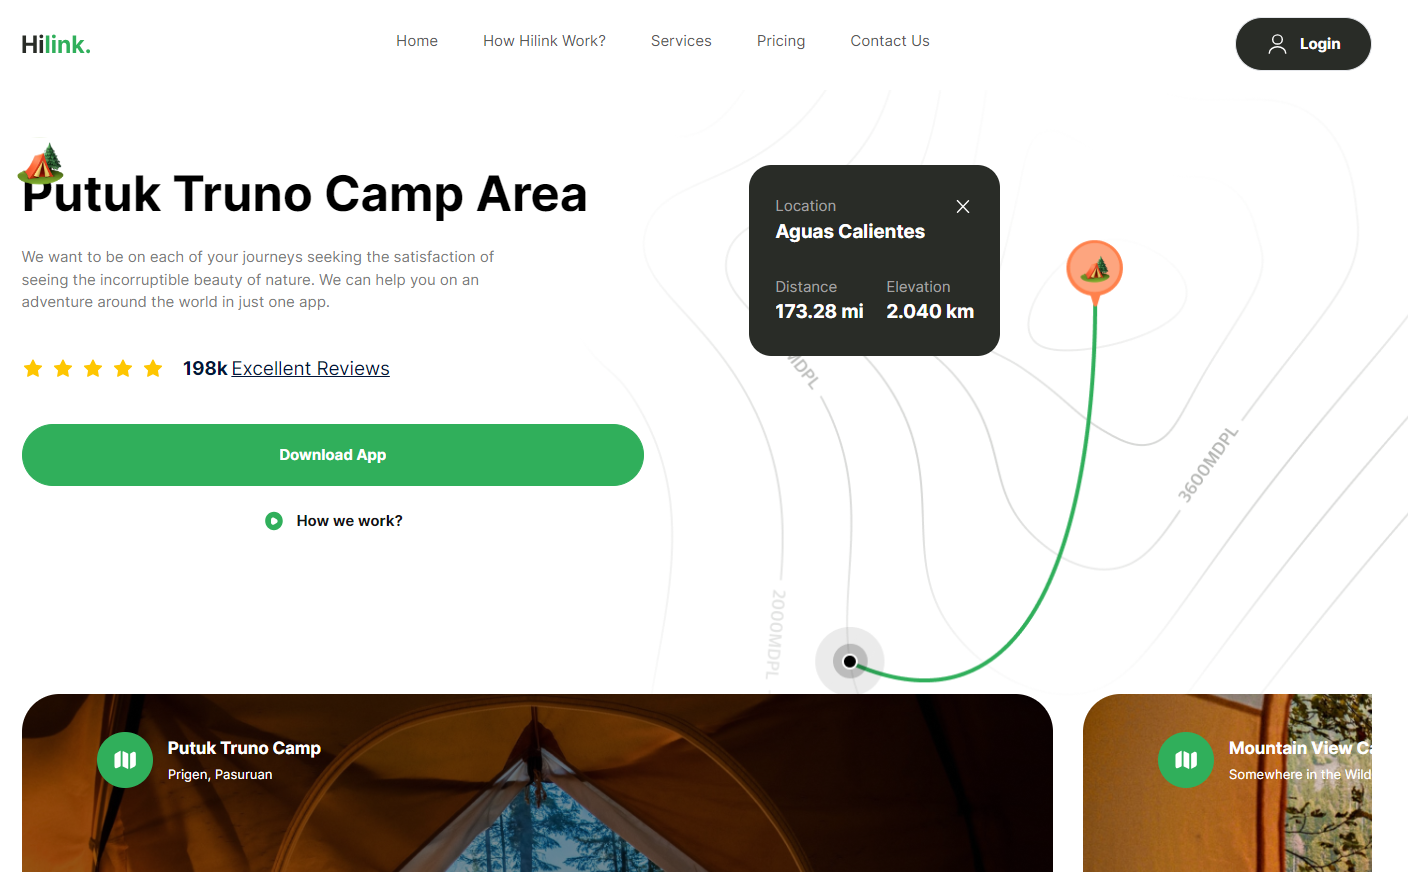 Hilink.
Home
How Hilink Work?
Services
Pricing
Contact Us
Login
Putuk Truno Camp Area
We want to be on each of your journeys seeking the satisfaction of
seeing the incorruptible beauty of nature. We can help you on an
adventure around the world in just one app.
198k Excellent Reviews
Download App
How we work?
Location
Aguas Calientes
Distance
173.28 mi
Elevation
2.040 km
MDPL
3600MDPL
2000MDPL
Putuk Truno Camp
Prigen, Pasuruan
Mountain View Ca
Somewhere in the Wild